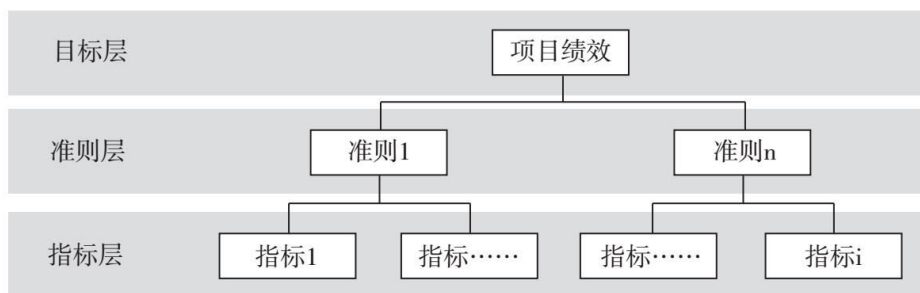 目标层
项目绩效
准则层
准则1
准则n
指标层
指标1
指标……
指标……
指标i